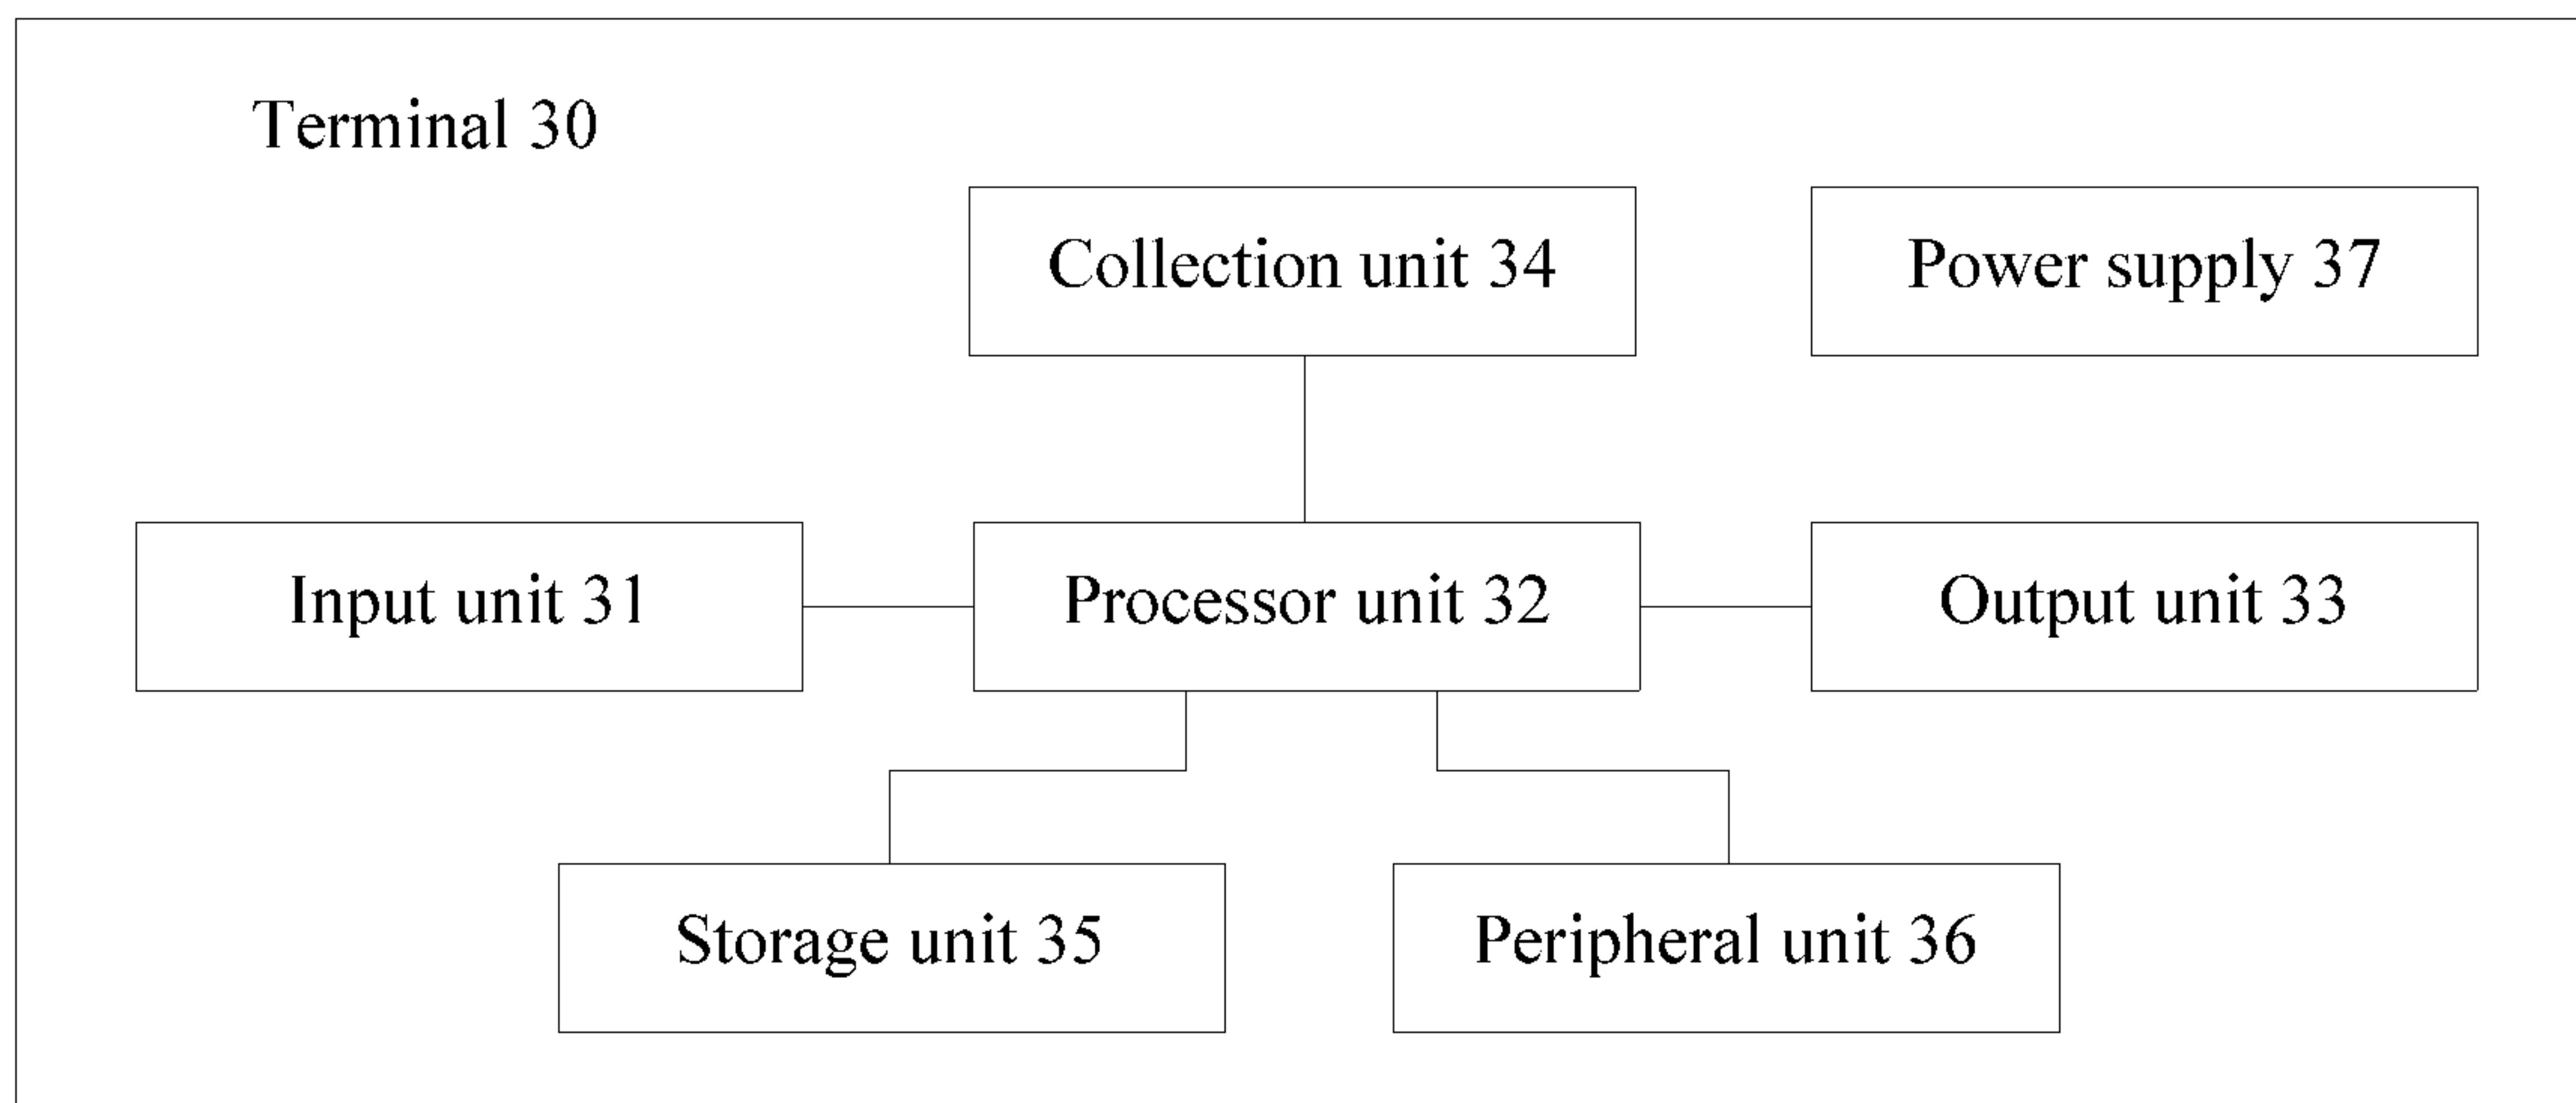 Terminal 30
Collection unit 34
Power supply 37
Input unit 31
Processor unit 32
Output unit 33
Storage unit 35
Peripheral unit 36